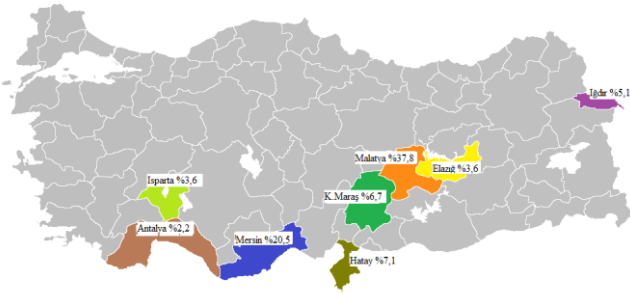 Iğdır %5,1
Malatya %37,8
Elazığ %3,6
Isparta %3,6
K.Maraş %6,7
Antalya %2,2
Mersin %20,5
Hatay %7,1